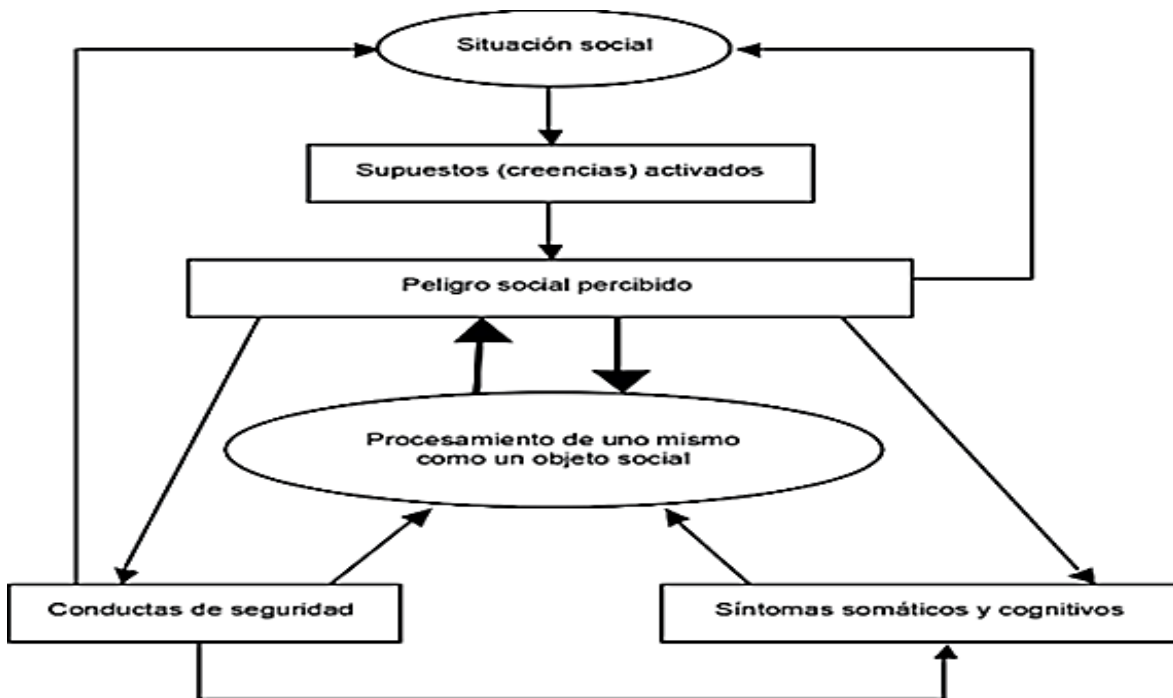 Situación social
Supuestos (creencias) activados
Peligro social percibido
Procesamiento de uno mismo
como un objeto social
Conductas de seguridad
Síntomas somáticos y cognitivos